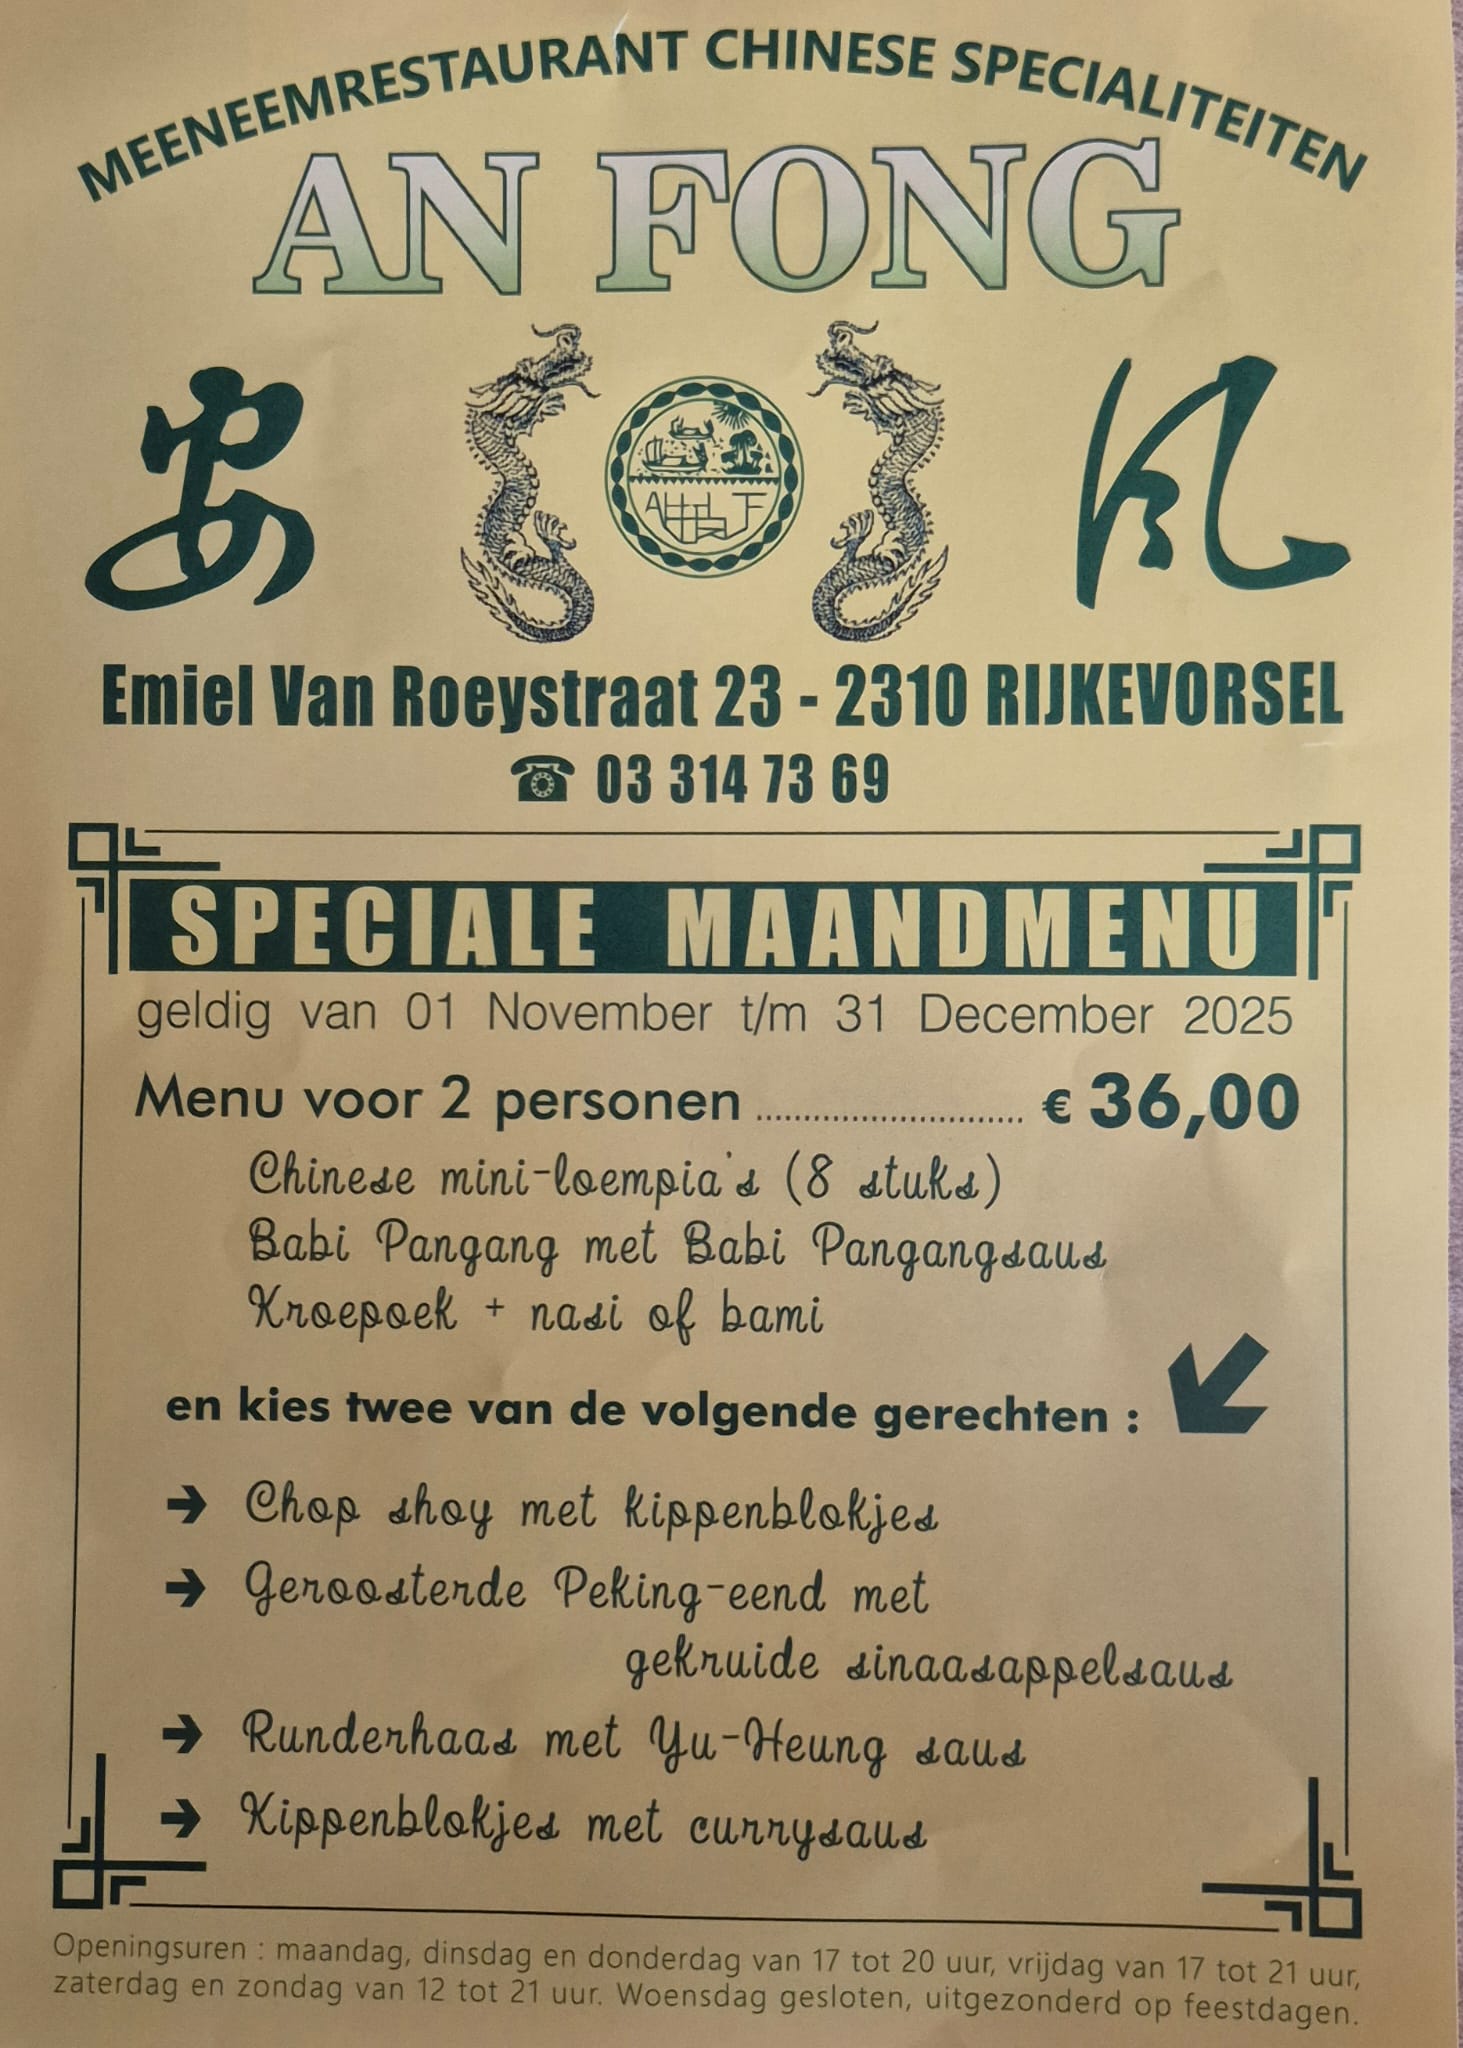 MEENEEMRESTAURANT CHINESE SPECIALITEITEN
AN FONG
安 风
Emiel Van Roeystraat 23 - 2310 RIJKEVORSEL
☎ 03 314 73 69
SPECIALE MAANDMENU
geldig van 01 November t/m 31 December 2025
Menu voor 2 personen ........................... € 36,00
Chinese mini-loempia's (8 stuks)
Babi Pangang met Babi Pangangsaus
Kroepoek + nasi of bami
en kies twee van de volgende gerechten :
➔ Chop shoy met kippenblokjes
➔ Geroosterde Peking-eend met
gekruide sinaasappelsaus
➔ Runderhaas met Yu-Heung saus
➔ Kippenblokjes met currysaus
Openingsuren : maandag, dinsdag en donderdag van 17 tot 20 uur, vrijdag van 17 tot 21 uur,
zaterdag en zondag van 12 tot 21 uur. Woensdag gesloten, uitgezonderd op feestdagen.